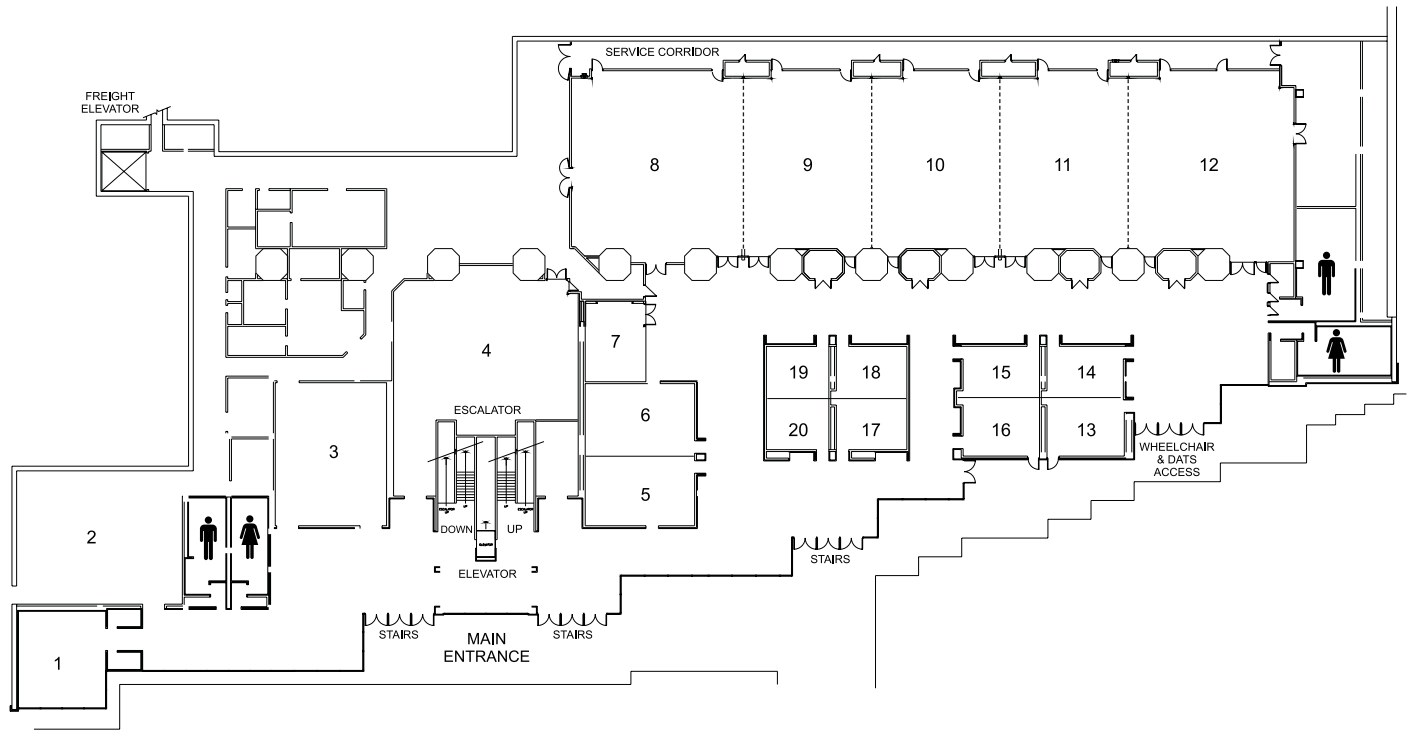 SERVICE CORRIDOR
FREIGHT
ELEVATOR
8
9
10
11
12
7
4
19
18
15
14
ESCALATOR
6
3
20
17
16
13
WHEELCHAIR
& DATS
ACCESS
5
2
DOWN
UP
STAIRS
ELEVATOR
STAIRS
STAIRS
MAIN
ENTRANCE
1